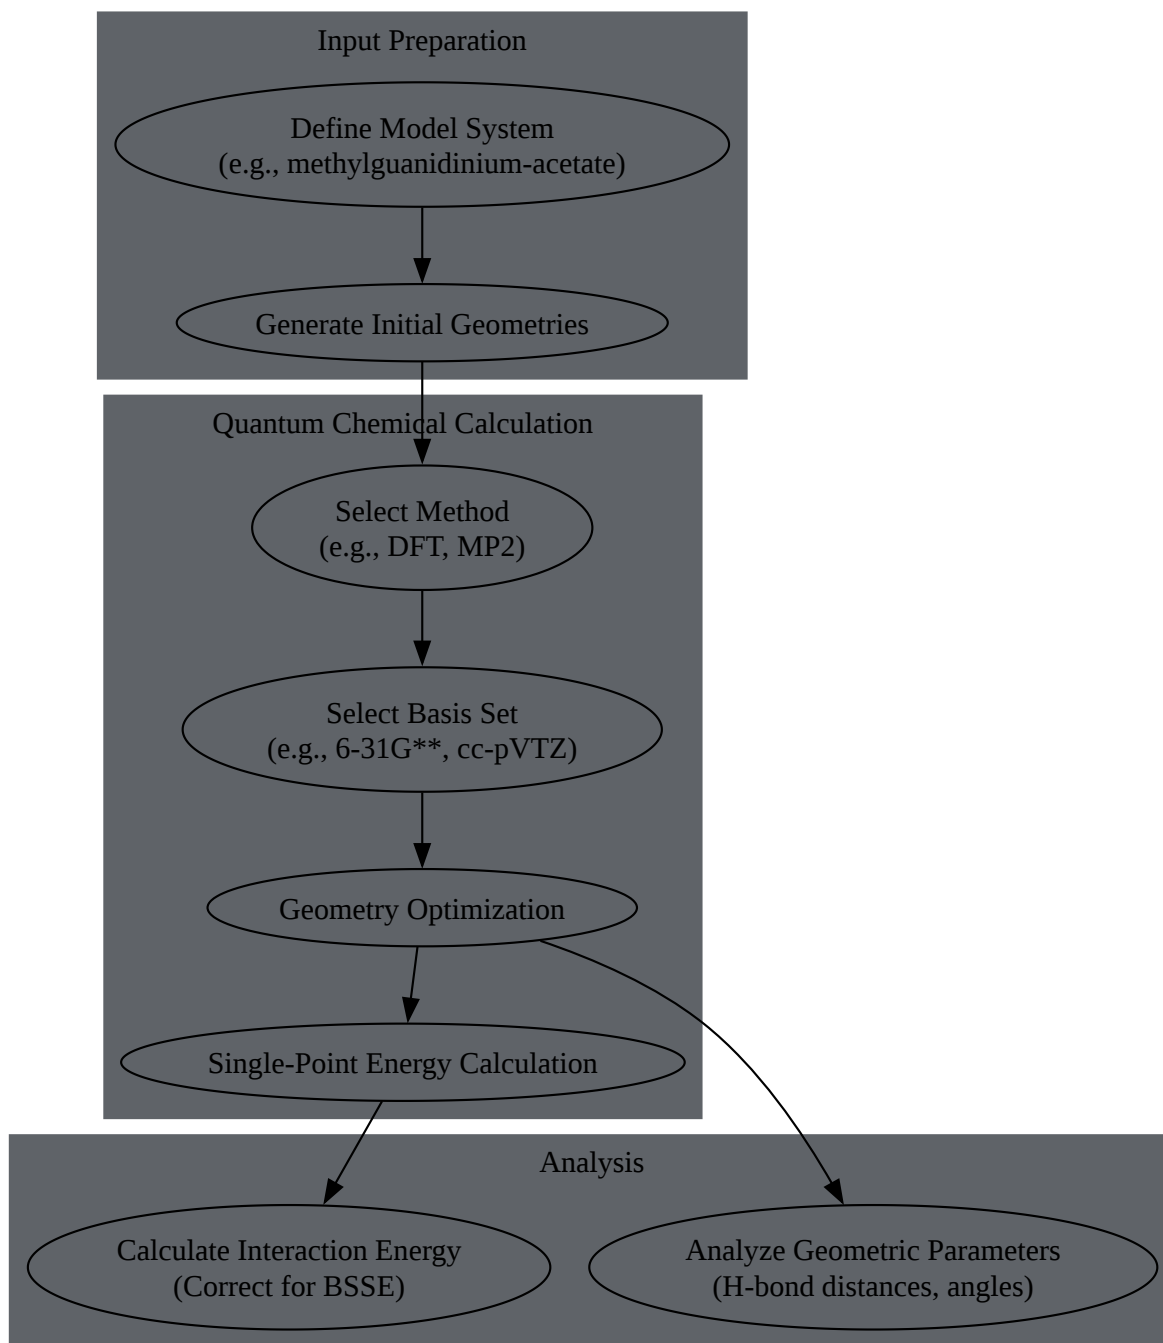 Input Preparation
Define Model System
(e.g., methylguanidinium-acetate)
Generate Initial Geometries
Quantum Chemical Calculation
Select Method
(e.g., DFT, MP2)
Select Basis Set
(e.g., 6-31G**, cc-pVTZ)
Geometry Optimization
Single-Point Energy Calculation
Analysis
Calculate Interaction Energy
(Correct for BSSE)
Analyze Geometric Parameters
(H-bond distances, angles)